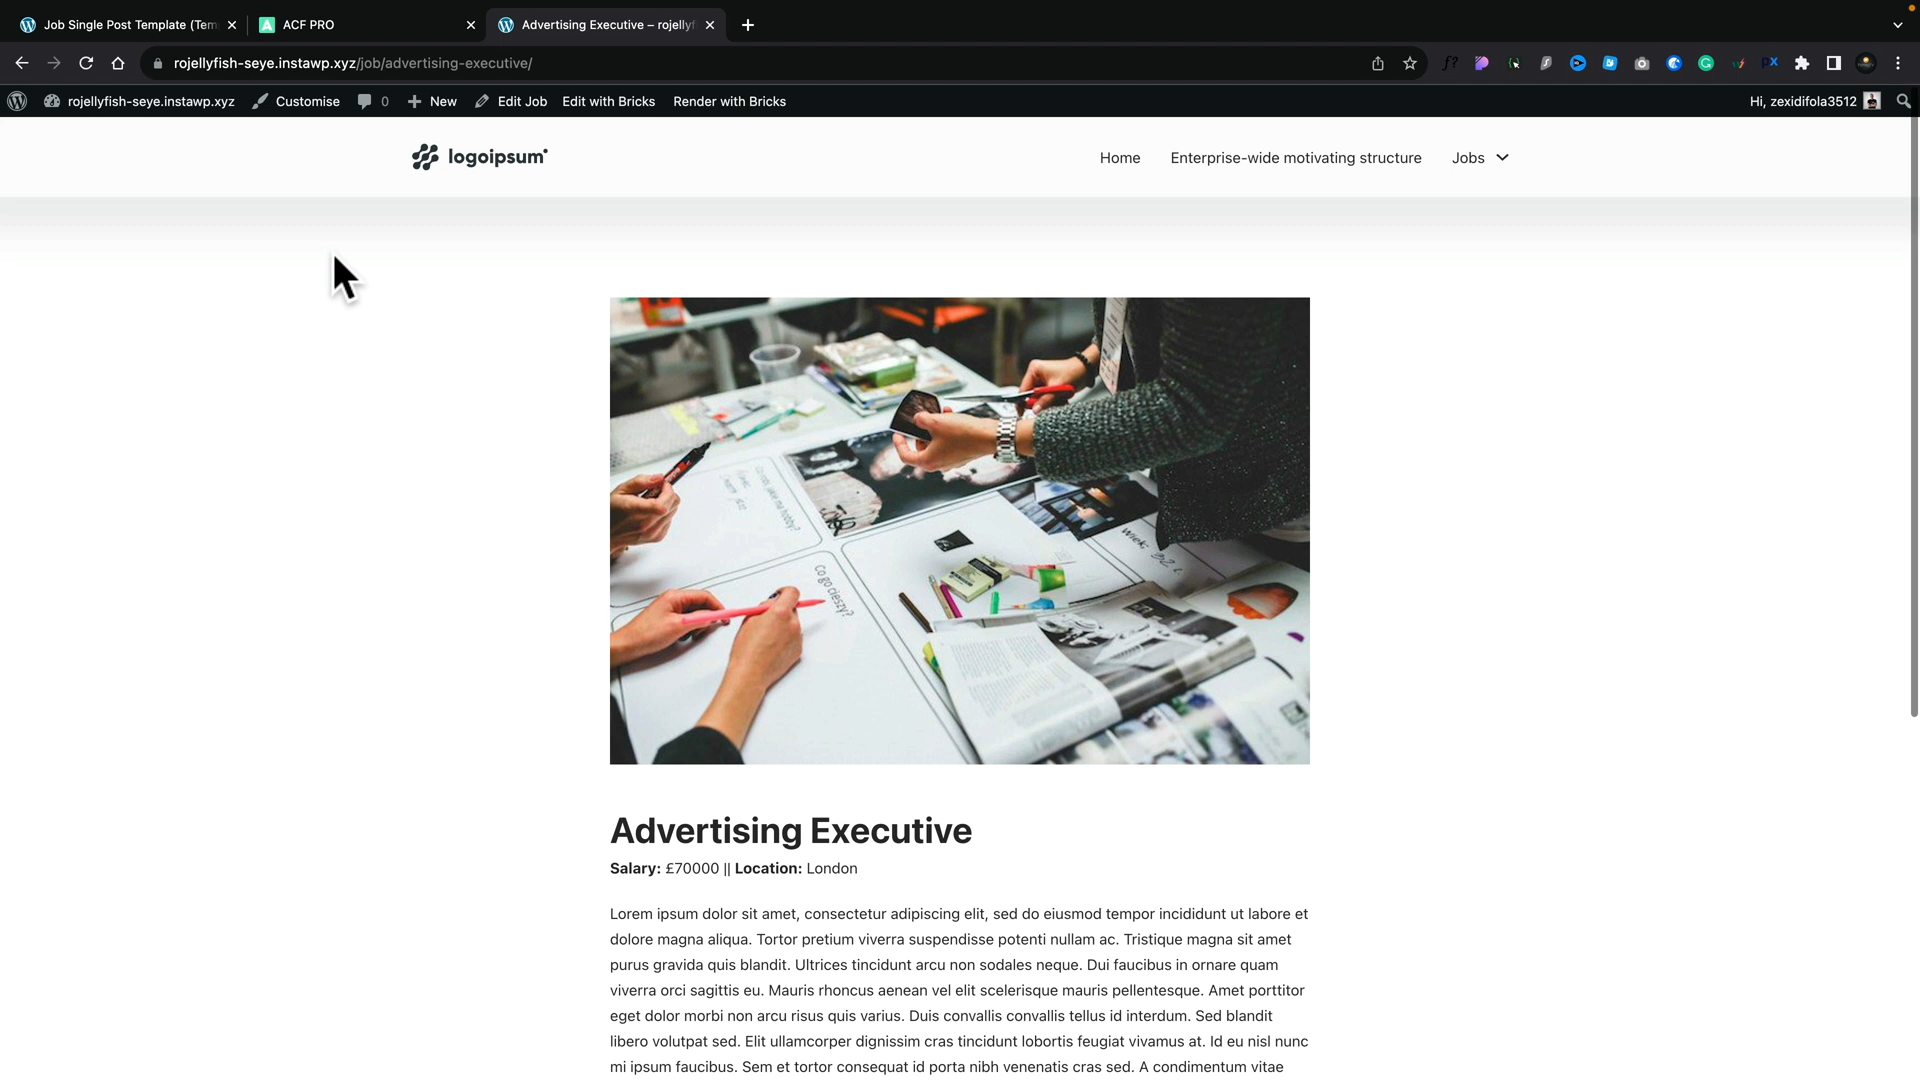 Job Single Post Template (Tem
ACF PRO
Advertising Executive – rojellyf
rojellyfish-seye.instawp.xyz/job/advertising-executive/
rojellyfish-seye.instawp.xyz Customise 0 New Edit Job Edit with Bricks Render with Bricks Hi, zexidifola3512
logoipsum Home Enterprise-wide motivating structure Jobs
Co go cieszy?
Advertising Executive
Salary: £70000 || Location: London
Lorem ipsum dolor sit amet, consectetur adipiscing elit, sed do eiusmod tempor incididunt ut labore et
dolore magna aliqua. Tortor pretium viverra suspendisse potenti nullam ac. Tristique magna sit amet
purus gravida quis blandit. Ultrices tincidunt arcu non sodales neque. Dui faucibus in ornare quam
viverra orci sagittis eu. Mauris rhoncus aenean vel elit scelerisque mauris pellentesque. Amet porttitor
eget dolor morbi non arcu risus quis varius. Duis convallis convallis tellus id interdum. Sed blandit
libero volutpat sed. Elit ullamcorper dignissim cras tincidunt lobortis feugiat vivamus at. Id eu nisl nunc
mi ipsum faucibus. Sem et tortor consequat id porta nibh venenatis cras sed. A condimentum vitae